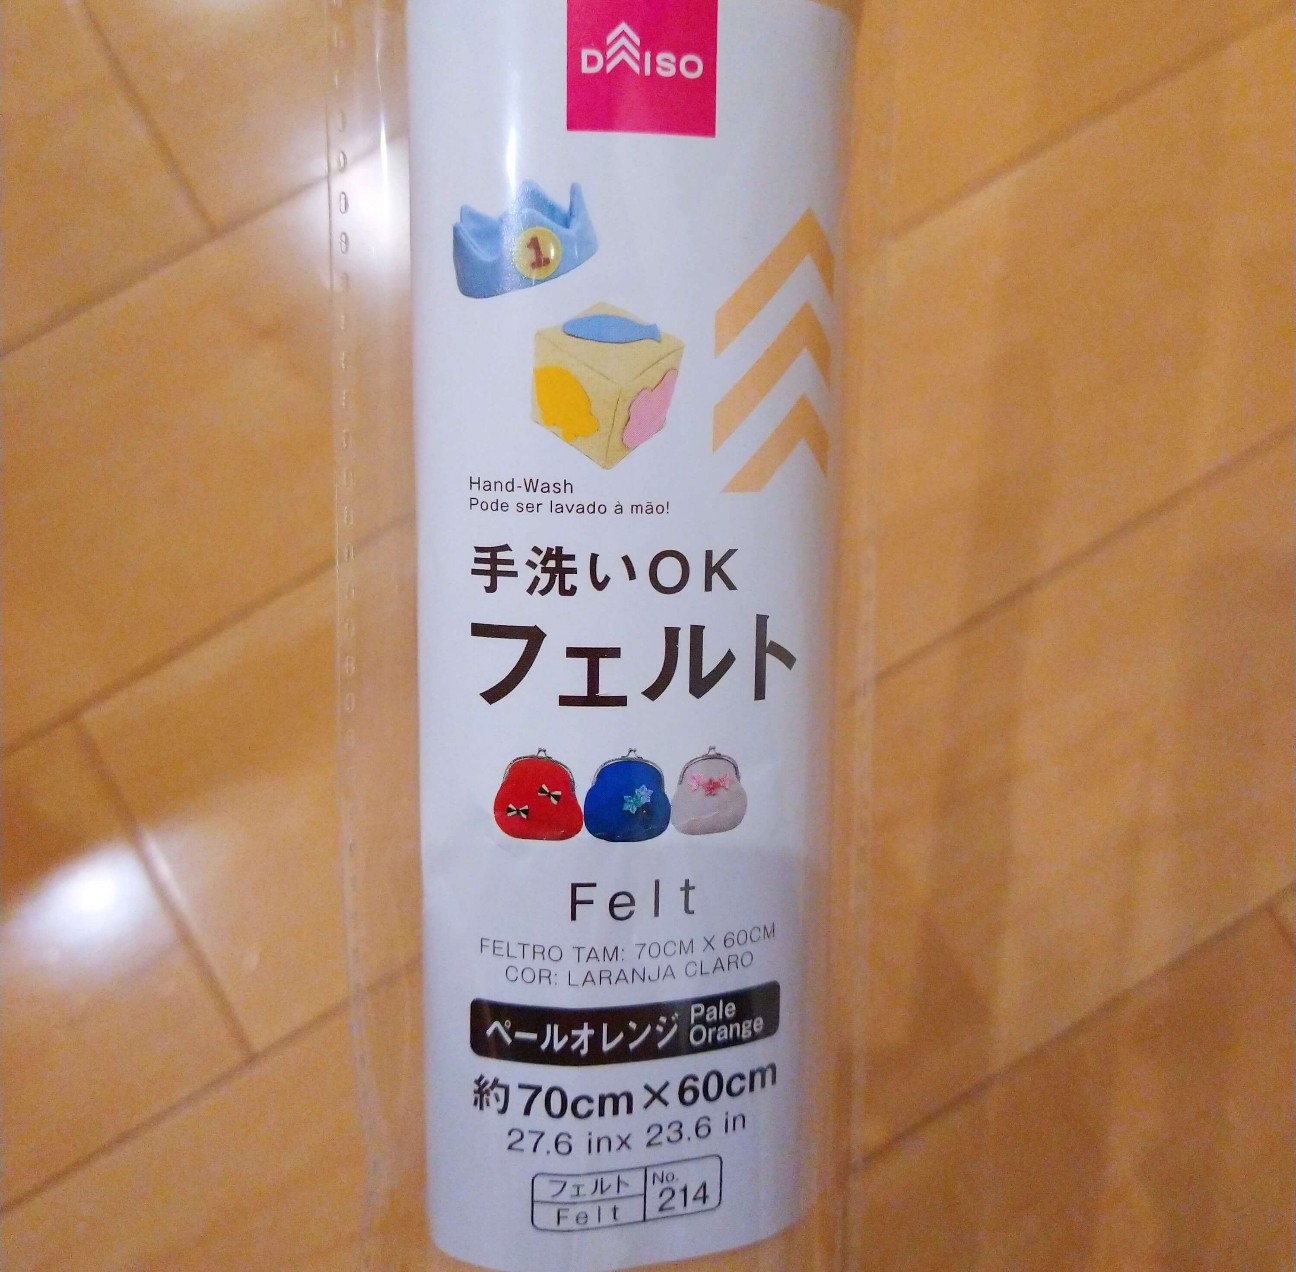 DAISO
1
Hand-Wash
Pode ser lavado à mão!
手洗いOK
フェルト
Felt
FELTRO TAM: 70CM X 60CM
COR: LARANJA CLARO
ペールオレンジ Pale Orange
約70cm×60cm
27.6 inx 23.6 in
フェルト
Felt
No.
214